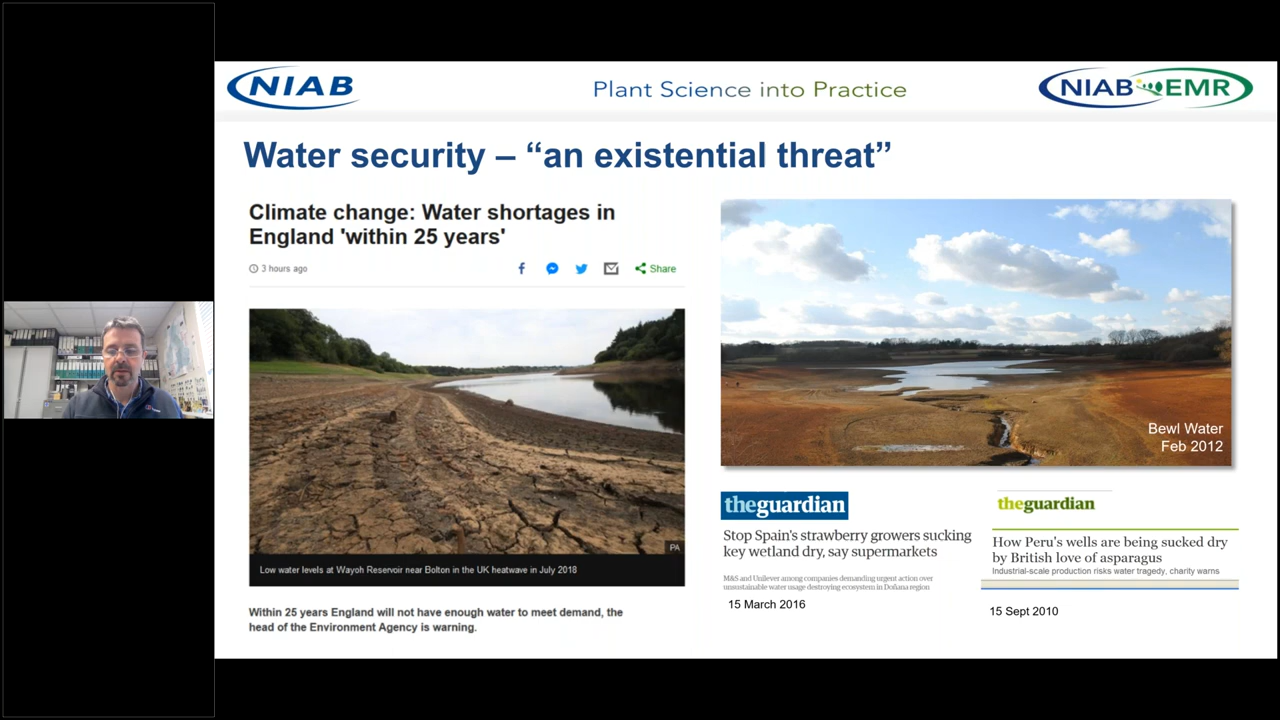 NIAB
Plant Science into Practice
NIAB EMR
Water security – “an existential threat”
Climate change: Water shortages in
England 'within 25 years'
3 hours ago
Share
PA
Low water levels at Wayoh Reservoir near Bolton in the UK heatwave in July 2018
Within 25 years England will not have enough water to meet demand, the
head of the Environment Agency is warning.
Bewl Water
Feb 2012
theguardian
Stop Spain's strawberry growers sucking
key wetland dry, say supermarkets
M&S and Unilever among companies demanding urgent action over
unsustainable water usage destroying ecosystem in Doñana region
15 March 2016
theguardian
How Peru's wells are being sucked dry
by British love of asparagus
Industrial-scale production risks water tragedy, charity warns
15 Sept 2010